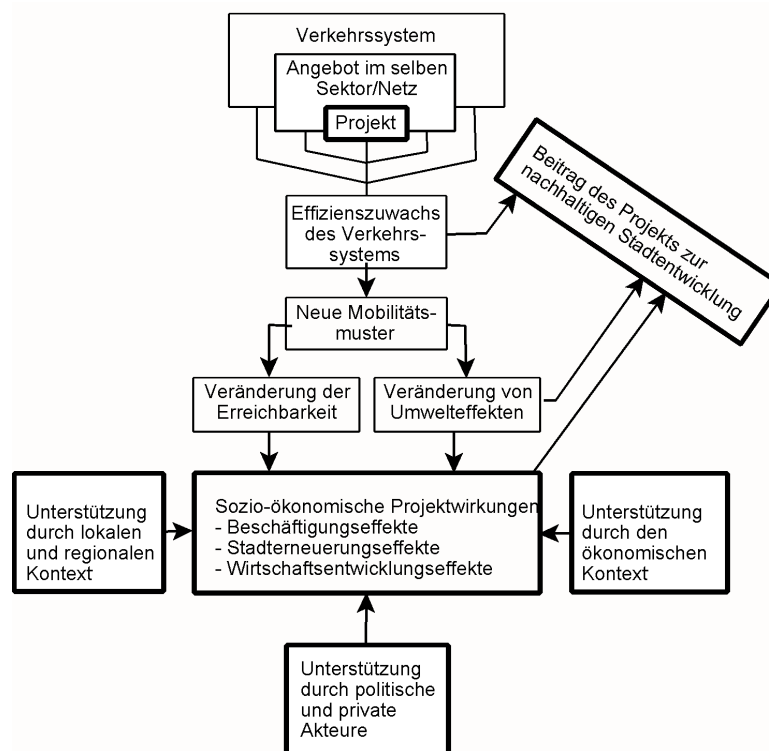 Verkehrssystem
Angebot im selben
Sektor/Netz
Projekt
Beitrag des Projekts zur
nachhaltigen Stadtentwicklung
Effizienszuwachs
des Verkehrs-
systems
Neue Mobilitäts-
muster
Veränderung der
Erreichbarkeit
Veränderung von
Umwelteffekten
Unterstützung
durch lokalen
und regionalen
Kontext
Sozio-ökonomische Projektwirkungen
- Beschäftigungseffekte
- Stadterneuerungseffekte
- Wirtschaftsentwicklungseffekte
Unterstützung
durch den
ökonomischen
Kontext
Unterstützung
durch politische
und private
Akteure